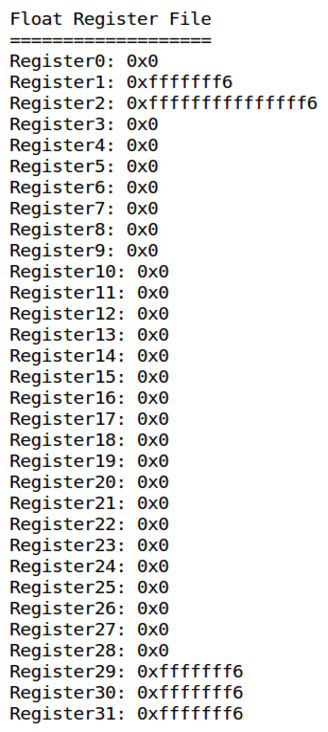 Float Register File
===================
Register0: 0x0
Register1: 0xfffffff6
Register2: 0xfffffffffffffff6
Register3: 0x0
Register4: 0x0
Register5: 0x0
Register6: 0x0
Register7: 0x0
Register8: 0x0
Register9: 0x0
Register10: 0x0
Register11: 0x0
Register12: 0x0
Register13: 0x0
Register14: 0x0
Register15: 0x0
Register16: 0x0
Register17: 0x0
Register18: 0x0
Register19: 0x0
Register20: 0x0
Register21: 0x0
Register22: 0x0
Register23: 0x0
Register24: 0x0
Register25: 0x0
Register26: 0x0
Register27: 0x0
Register28: 0x0
Register29: 0xfffffff6
Register30: 0xfffffff6
Register31: 0xfffffff6